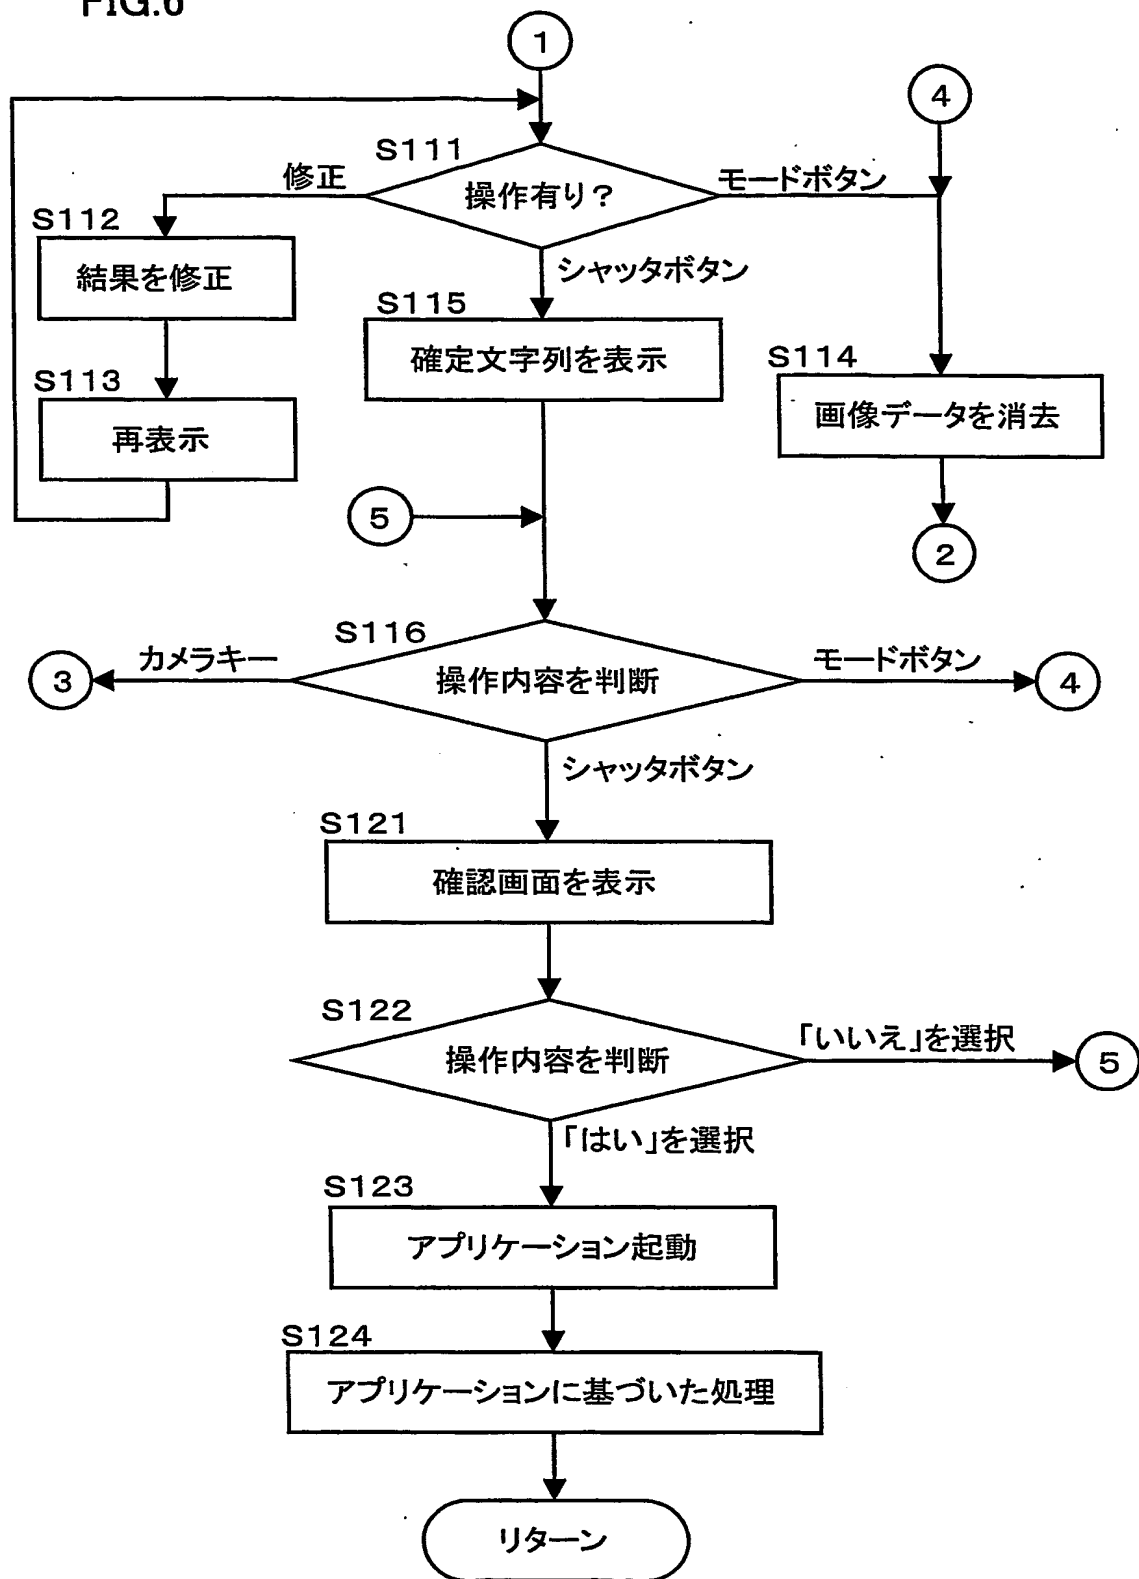 FIG.6
1
4
S111
修正
操作有り？
モードボタン
S112
結果を修正
シャッタボタン
S115
確定文字列を表示
S114
画像データを消去
S113
再表示
5
2
S116
カメラキー
3
操作内容を判断
モードボタン
4
シャッタボタン
S121
確認画面を表示
S122
操作内容を判断
「いいえ」を選択
5
「はい」を選択
S123
アプリケーション起動
S124
アプリケーションに基づいた処理
リターン